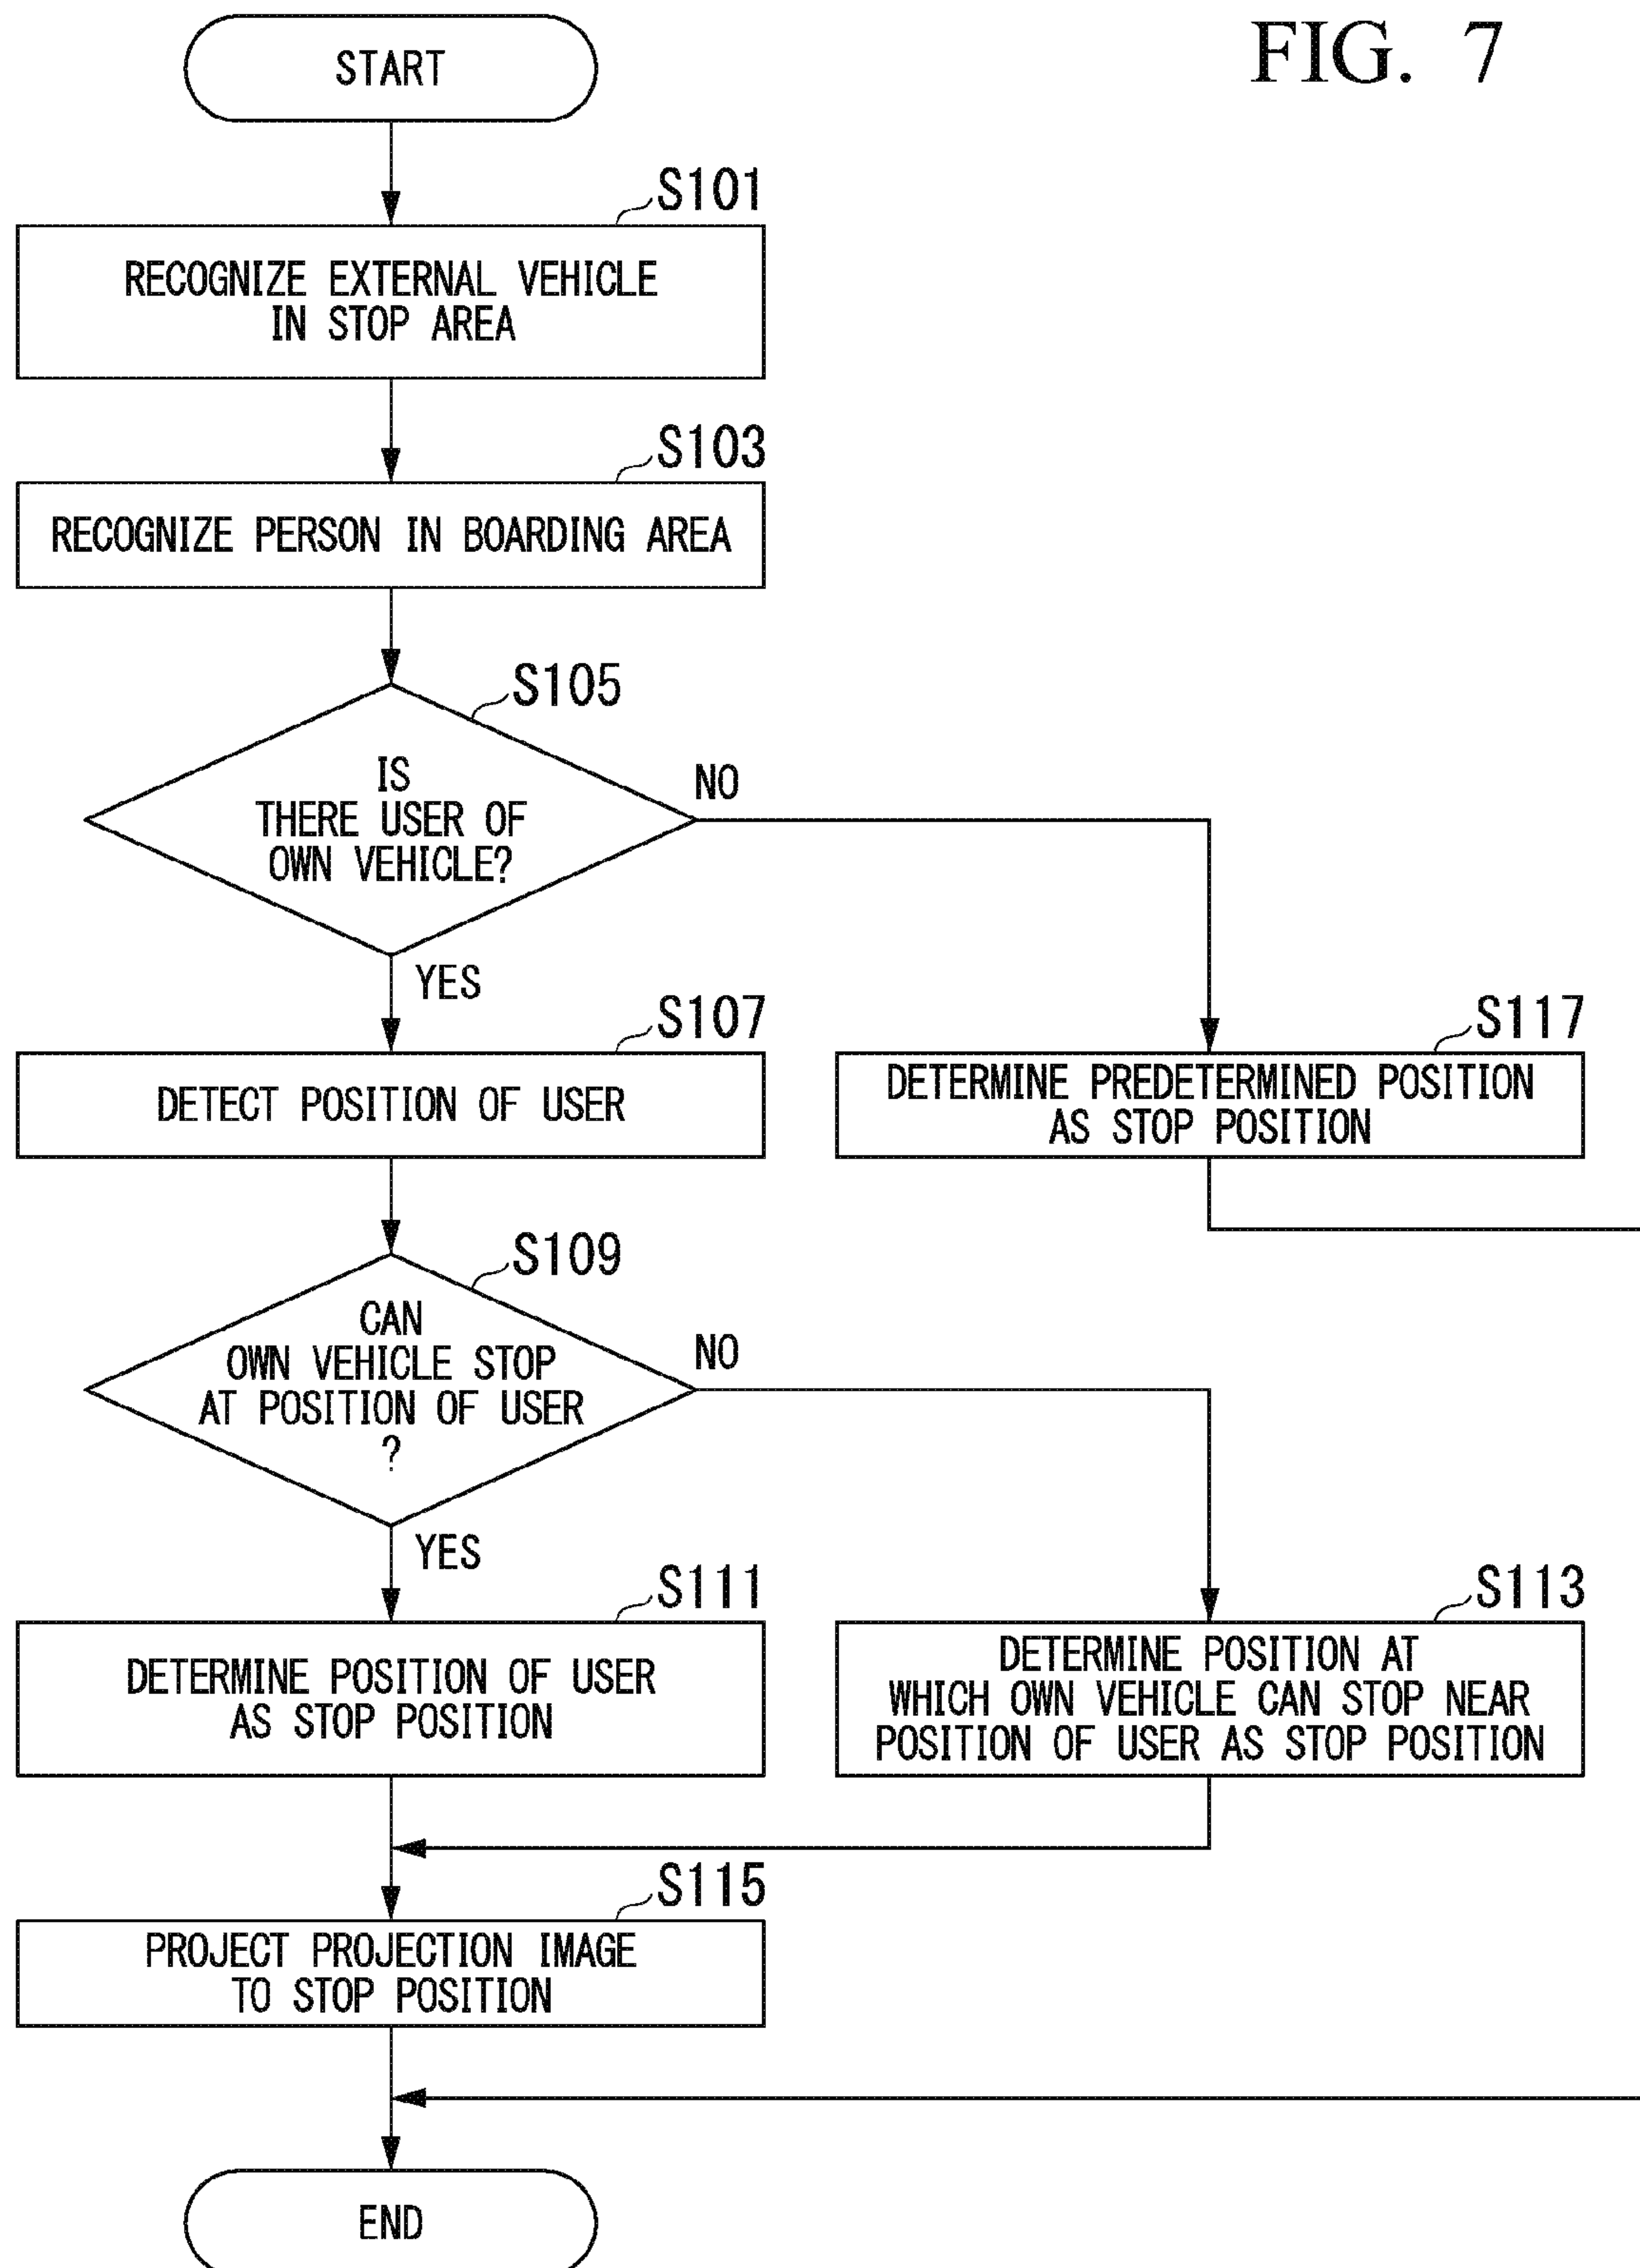 FIG. 7
START
S101
RECOGNIZE EXTERNAL VEHICLE
IN STOP AREA
S103
RECOGNIZE PERSON IN BOARDING AREA
S105
IS
THERE USER OF
OWN VEHICLE?
NO
YES
S107
DETECT POSITION OF USER
S117
DETERMINE PREDETERMINED POSITION
AS STOP POSITION
S109
CAN
OWN VEHICLE STOP
AT POSITION OF USER
?
NO
YES
S111
DETERMINE POSITION OF USER
AS STOP POSITION
S113
DETERMINE POSITION AT
WHICH OWN VEHICLE CAN STOP NEAR
POSITION OF USER AS STOP POSITION
S115
PROJECT PROJECTION IMAGE
TO STOP POSITION
END